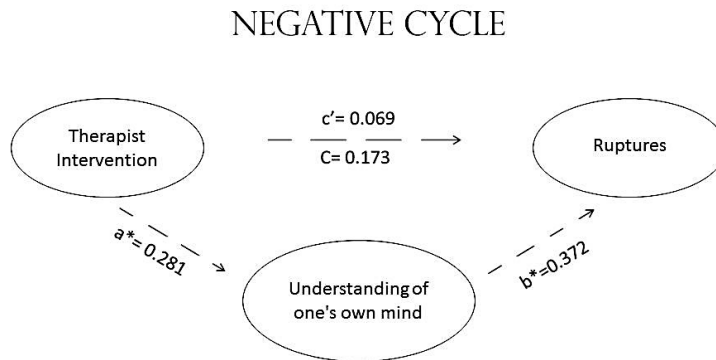 NEGATIVE CYCLE
Therapist
Intervention
c’= 0.069
C= 0.173
Ruptures
a*= 0.281
b*=0.372
Understanding of
one's own mind